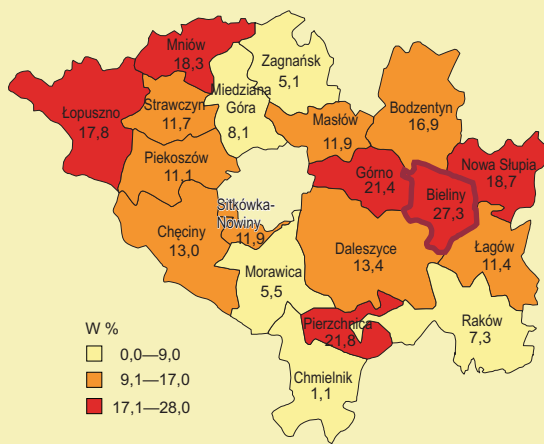 Mniów
18,3
Zagnańsk
5,1
Łopuszno
17,8
Strawczyn
11,7
Miedziana
Góra
8,1
Bodzentyn
16,9
Masłów
11,9
Piekoszów
11,1
Górno
21,4
Nowa Słupia
18,7
Bieliny
27,3
Sitkówka-
Nowiny
11,9
Chęciny
13,0
Daleszyce
13,4
Łagów
11,4
Morawica
5,5
Raków
7,3
Pierzchnica
21,8
Chmielnik
1,1
W %
0,0—9,0
9,1—17,0
17,1—28,0